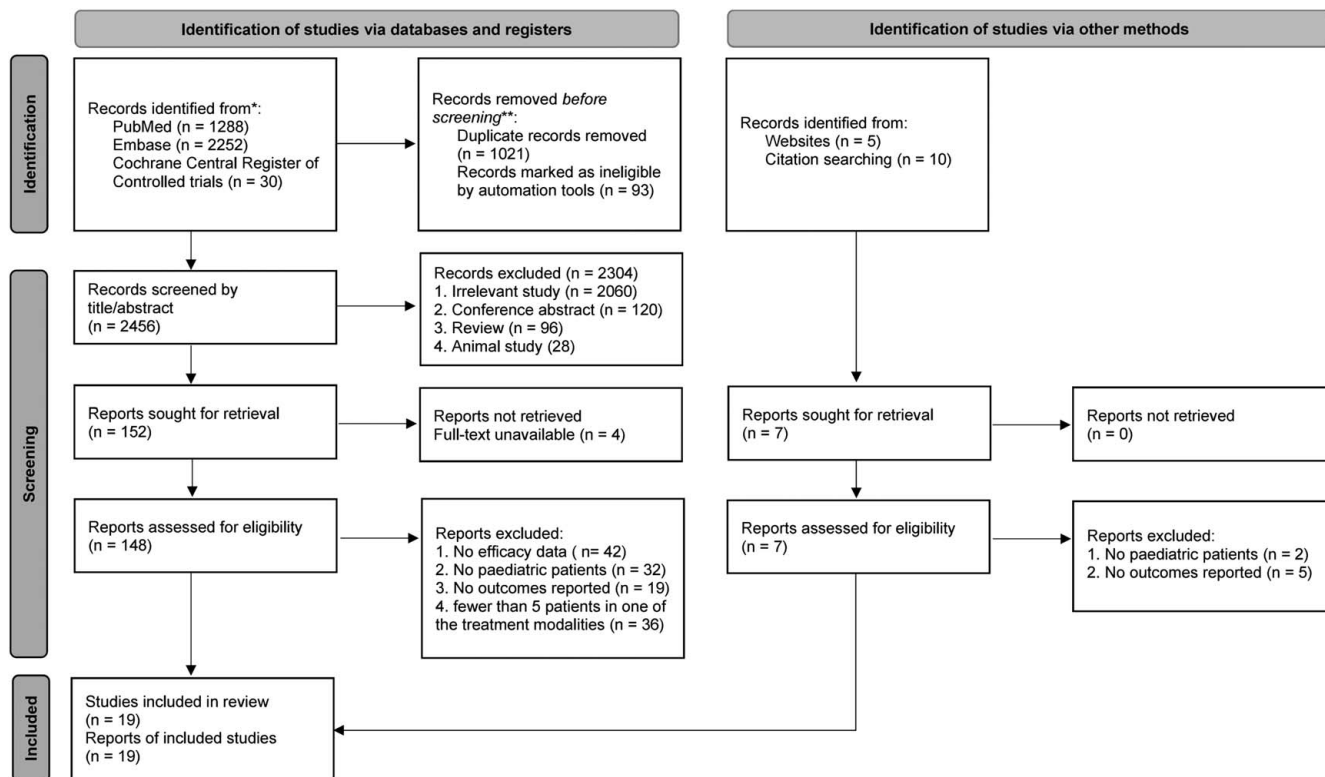 Identification of studies via databases and registers
Identification of studies via other methods
Identification
Records identified from*:
PubMed (n = 1288)
Embase (n = 2252)
Cochrane Central Register of
Controlled trials (n = 30)
Records removed before
screening**:
Duplicate records removed
(n = 1021)
Records marked as ineligible
by automation tools (n = 93)
Records identified from:
Websites (n = 5)
Citation searching (n = 10)
Screening
Records screened by
title/abstract
(n = 2456)
Records excluded (n = 2304)
1. Irrelevant study (n = 2060)
2. Conference abstract (n = 120)
3. Review (n = 96)
4. Animal study (28)
Reports sought for retrieval
(n = 152)
Reports not retrieved
Full-text unavailable (n = 4)
Reports sought for retrieval
(n = 7)
Reports not retrieved
(n = 0)
Reports assessed for eligibility
(n = 148)
Reports excluded:
1. No efficacy data ( n= 42)
2. No paediatric patients (n = 32)
3. No outcomes reported (n = 19)
4. fewer than 5 patients in one of
the treatment modalities (n = 36)
Reports assessed for eligibility
(n = 7)
Reports excluded:
1. No paediatric patients (n = 2)
2. No outcomes reported (n = 5)
Included
Studies included in review
(n = 19)
Reports of included studies
(n = 19)